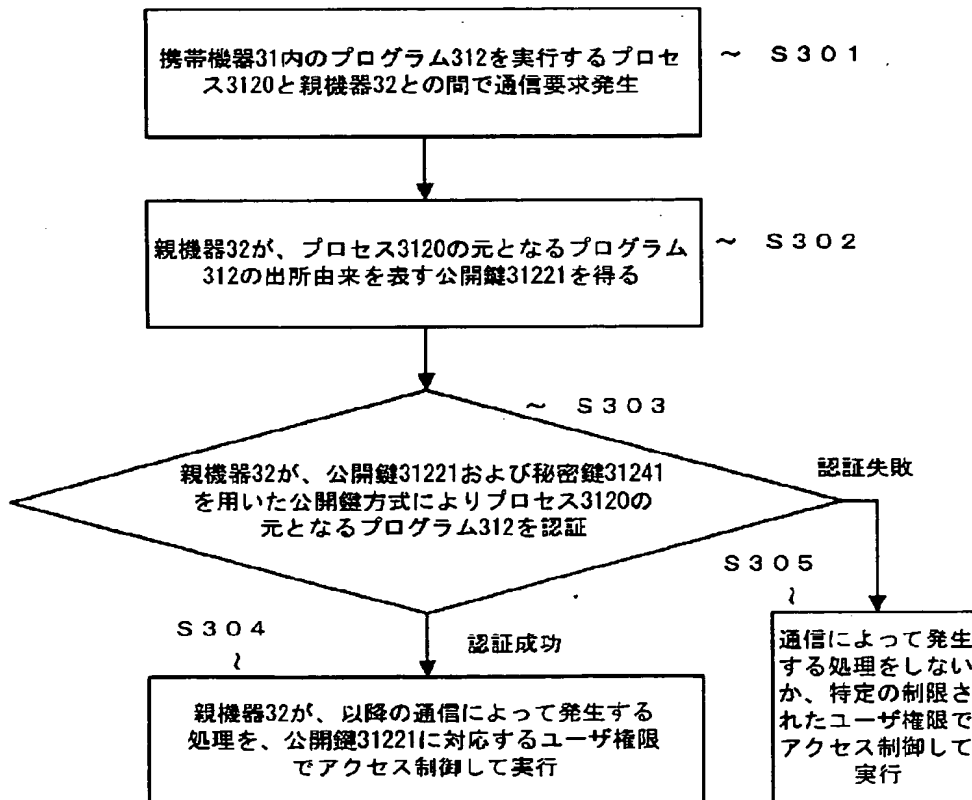 携帯機器31内のプログラム312を実行するプロセ
ス3120と親機器32との間で通信要求発生
～ S301
親機器32が、プロセス3120の元となるプログラム
312の出所由来を表す公開鍵31221を得る
～ S302
～ S303
親機器32が、公開鍵31221および秘密鍵31241
を用いた公開鍵方式によりプロセス3120の
元となるプログラム312を認証
認証失敗
S305
～
S304
～
認証成功
通信によって発生
する処理をしない
か、特定の制限さ
れたユーザ権限で
アクセス制御して
実行
親機器32が、以降の通信によって発生する
処理を、公開鍵31221に対応するユーザ権限
でアクセス制御して実行